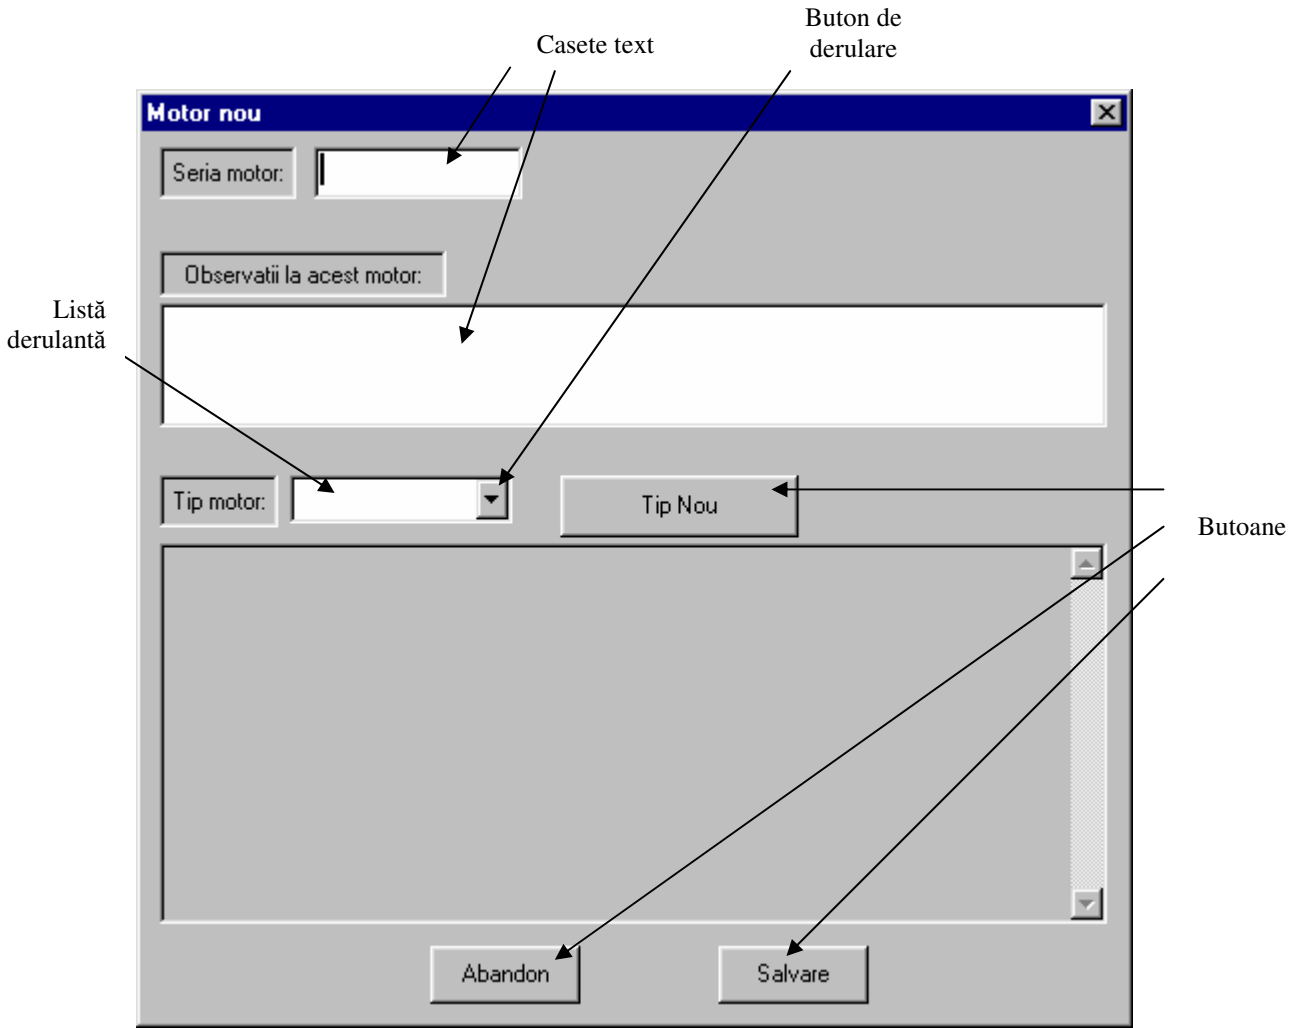 Buton de
derulare
Casete text
Motor nou
Seria motor:
Observatii la acest motor:
Listă
derulantă
Tip motor:
Tip Nou
Butoane
Abandon
Salvare